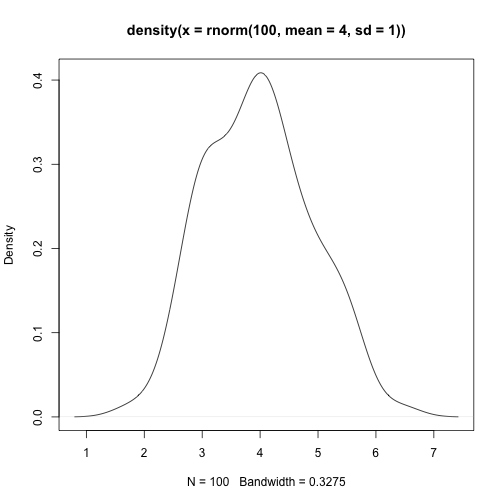 density(x = rnorm(100, mean = 4, sd = 1))
Density
0.4
0.3
0.2
0.1
0.0
1 2 3 4 5 6 7
N = 100 Bandwidth = 0.3275